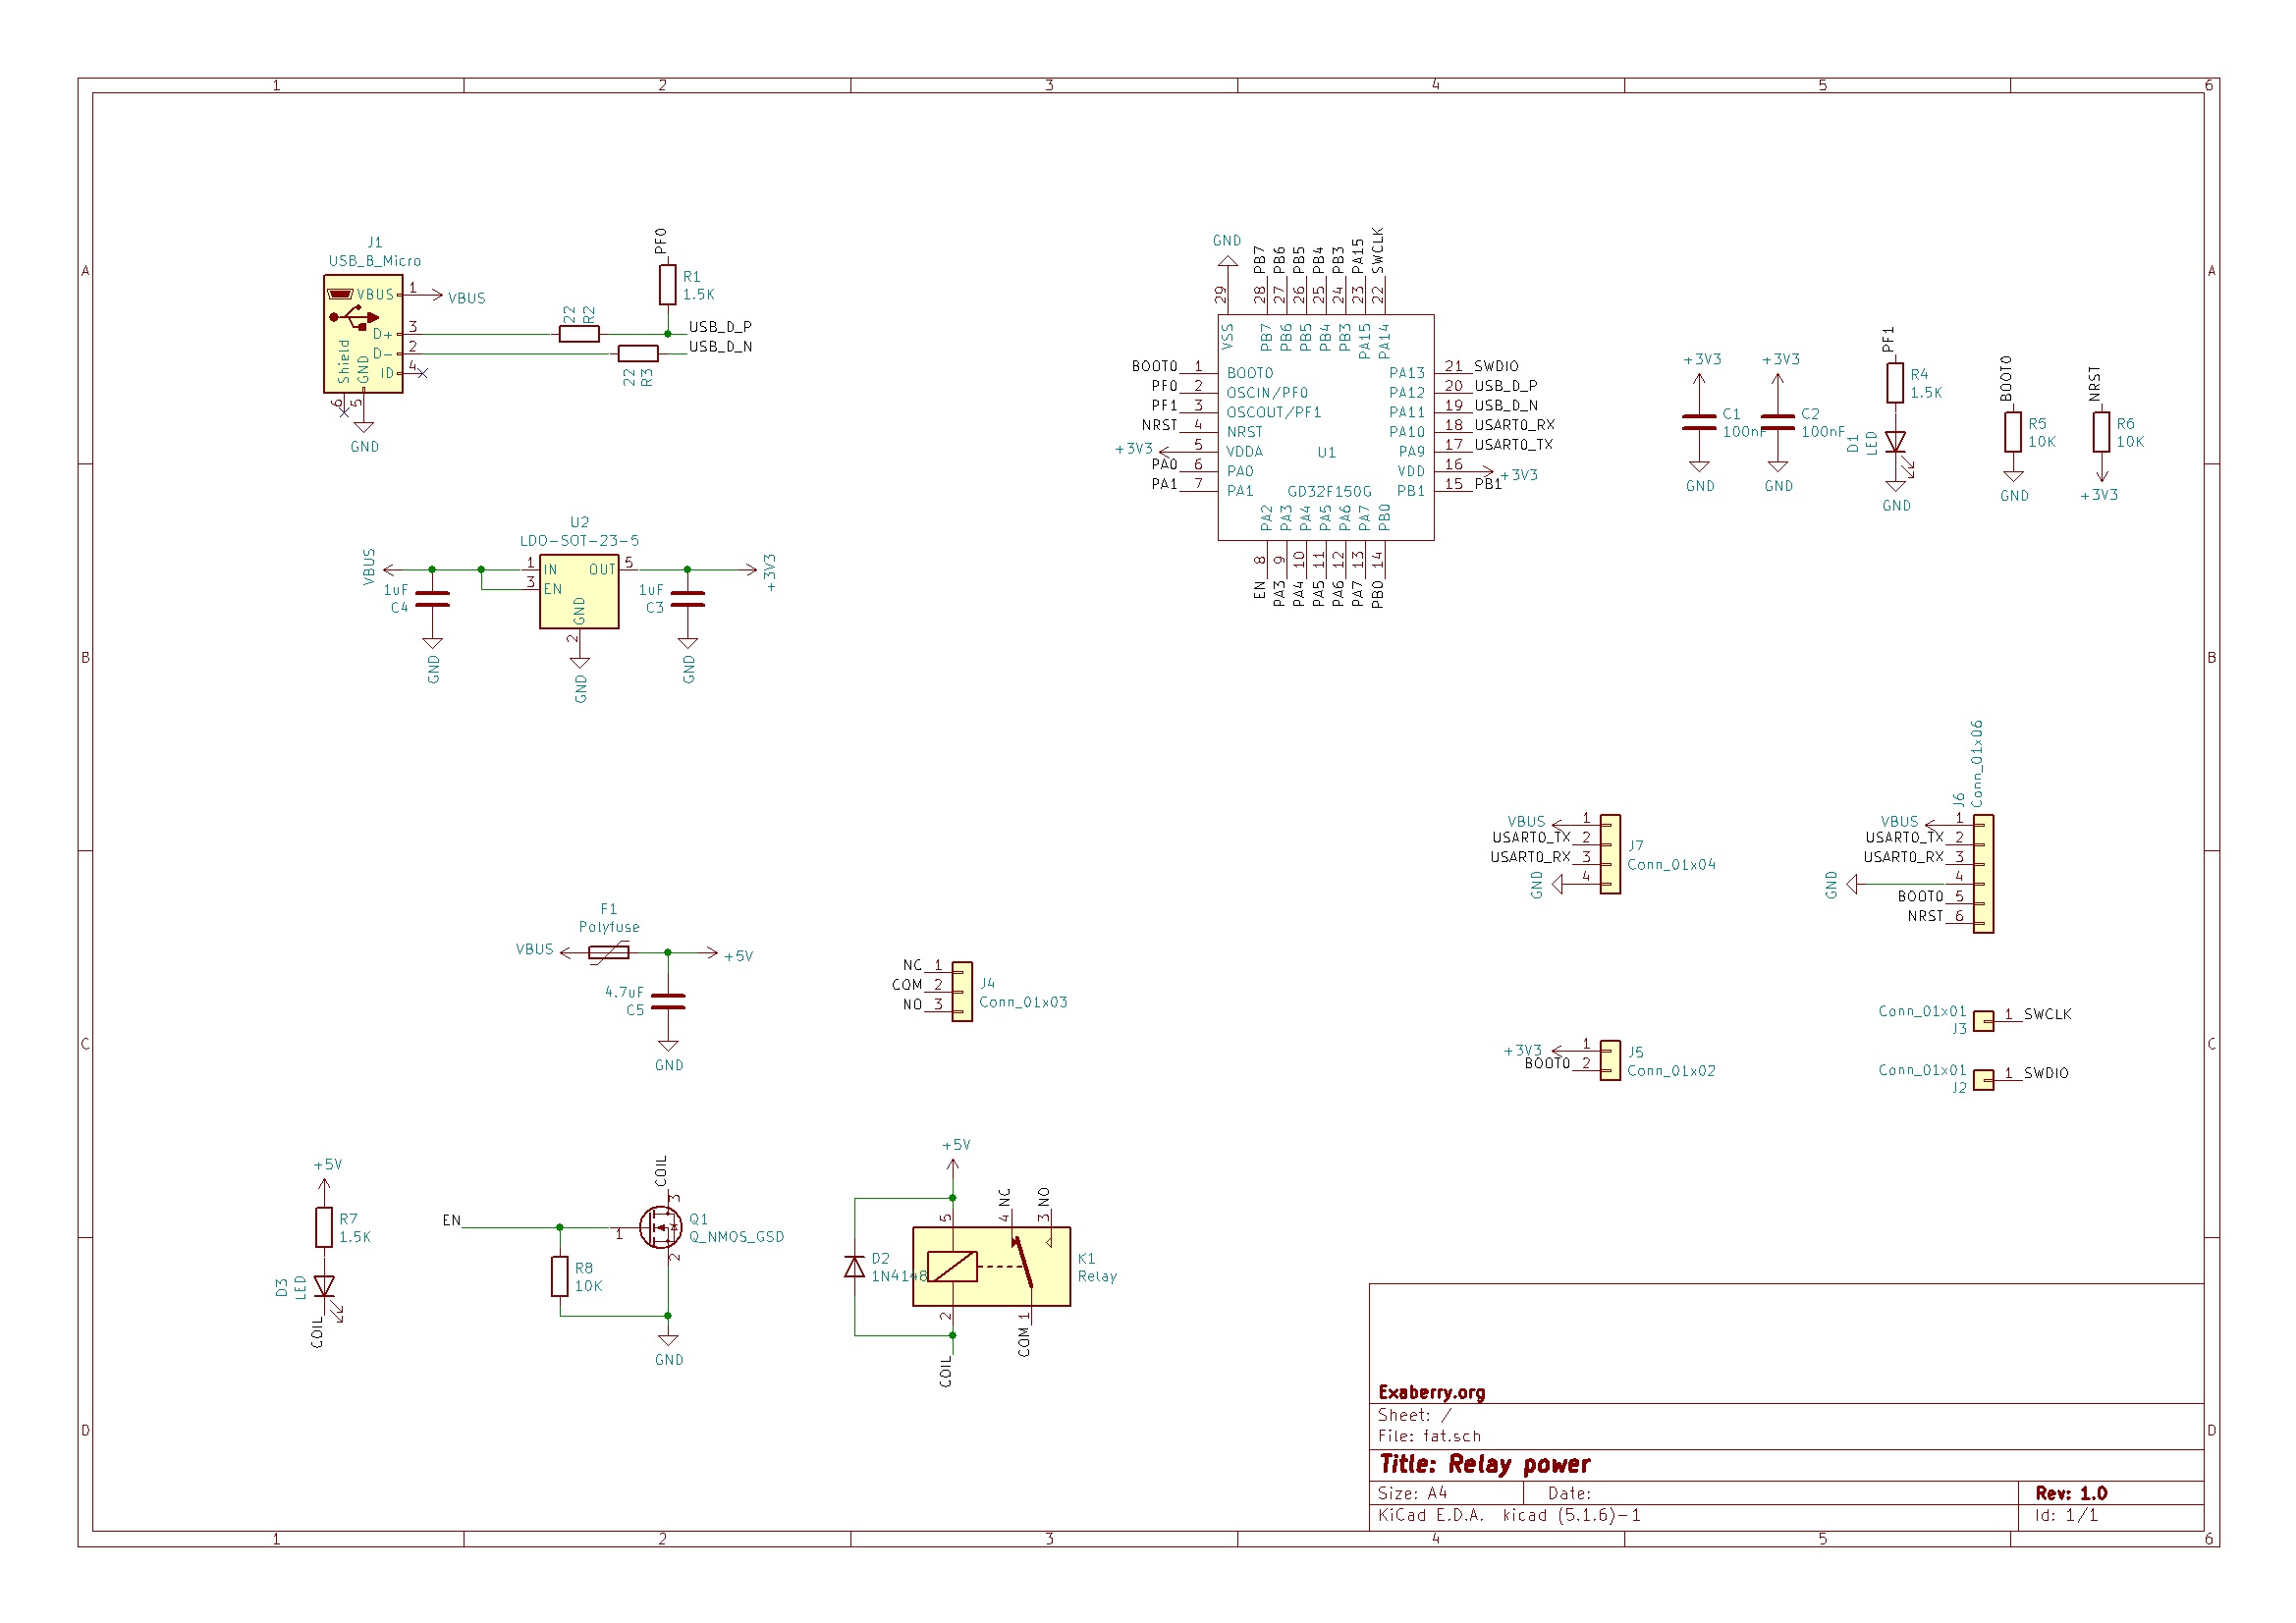 1 2 3 4 5 6
A
A
B
B
C
C
D
D
1 2 3 4 5 6
J1
USB_B_Micro
VBUS 1 VBUS
D+ 3
D- 2
ID 4
Shield 6
GND 5
GND
22
R2
22
R3
PF0
R1
1.5K
USB_D_P
USB_D_N
U2
LDO-SOT-23-5
VBUS
1 IN
3 EN
OUT 5
GND 2
GND
1uF
C4
GND
1uF
C3
GND
+3V3
GND
29 VSS
PB7 28 PB7
PB6 27 PB6
PB5 26 PB5
PB4 25 PB4
PB3 24 PB3
PA15 23 PA15
SWCLK 22 PA14
BOOT0 1 BOOT0
PF0 2 OSCIN/PF0
PF1 3 OSCOUT/PF1
NRST 4 NRST
+3V3 5 VDDA
PA0 6 PA0
PA1 7 PA1
U1
GD32F150G
PA13 21 SWDIO
PA12 20 USB_D_P
PA11 19 USB_D_N
PA10 18 USART0_RX
PA9 17 USART0_TX
VDD 16 +3V3
PB1 15 PB1
PA2 8 EN
PA3 9 PA3
PA4 10 PA4
PA5 11 PA5
PA6 12 PA6
PA7 13 PA7
PB0 14 PB0
+3V3
C1
100nF
GND
+3V3
C2
100nF
GND
PF1
R4
1.5K
D1
LED
GND
BOOT0
R5
10K
GND
NRST
R6
10K
+3V3
VBUS 1
USART0_TX 2
USART0_RX 3
GND 4
J7
Conn_01x04
J6
Conn_01x06
VBUS 1
USART0_TX 2
USART0_RX 3
GND 4
BOOT0 5
NRST 6
F1
Polyfuse
VBUS
+5V
4.7uF
C5
GND
NC 1
COM 2
NO 3
J4
Conn_01x03
+3V3 1
BOOT0 2
J5
Conn_01x02
Conn_01x01
J3
1 SWCLK
Conn_01x01
J2
1 SWDIO
+5V
R7
1.5K
D3
LED
COIL
EN
R8
10K
COIL
3
1
2
Q1
Q_NMOS_GSD
GND
+5V
D2
1N4148
5
2
4 NC
3 NO
COM 1
COIL
K1
Relay
Exaberry.org
Sheet: /
File: fat.sch
Title: Relay power
Size: A4 Date: Rev: 1.0
KiCad E.D.A. kicad (5.1.6)-1 Id: 1/1